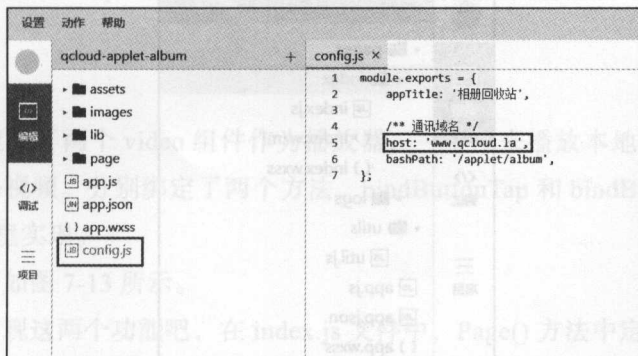 设置 动作 帮助
qcloud-applet-album + config.js ×
编辑
调试
项目
assets
images
lib
page
app.js
app.json
app.wxss
config.js
1 module.exports = {
2 appTitle: '相册回收站',
3
4 /** 通讯域名 */
5 host: 'www.qcloud.la',
6 bashPath: '/applet/album',
7 };